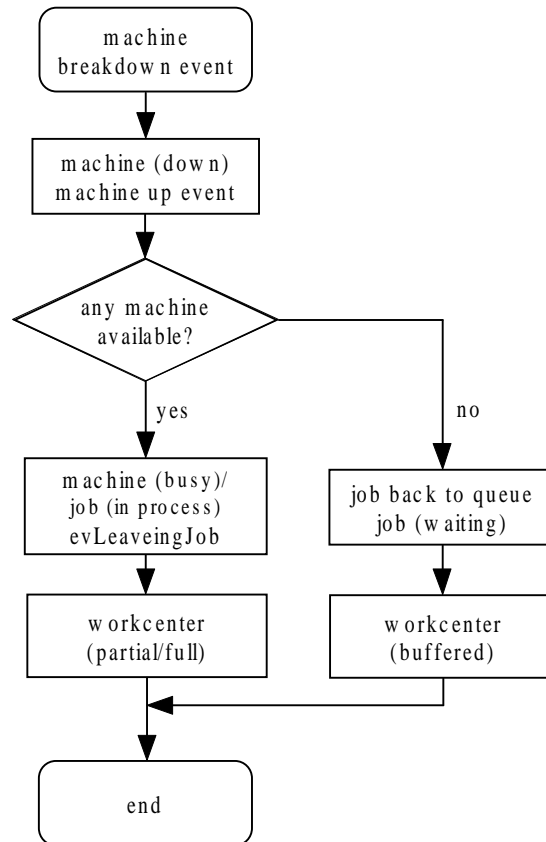 machine
breakdown event
machine (down)
machine up event
any machine
available?
yes
no
machine (busy)/
job (in process)
evLeaveingJob
job back to queue
job (waiting)
workcenter
(partial/full)
workcenter
(buffered)
end